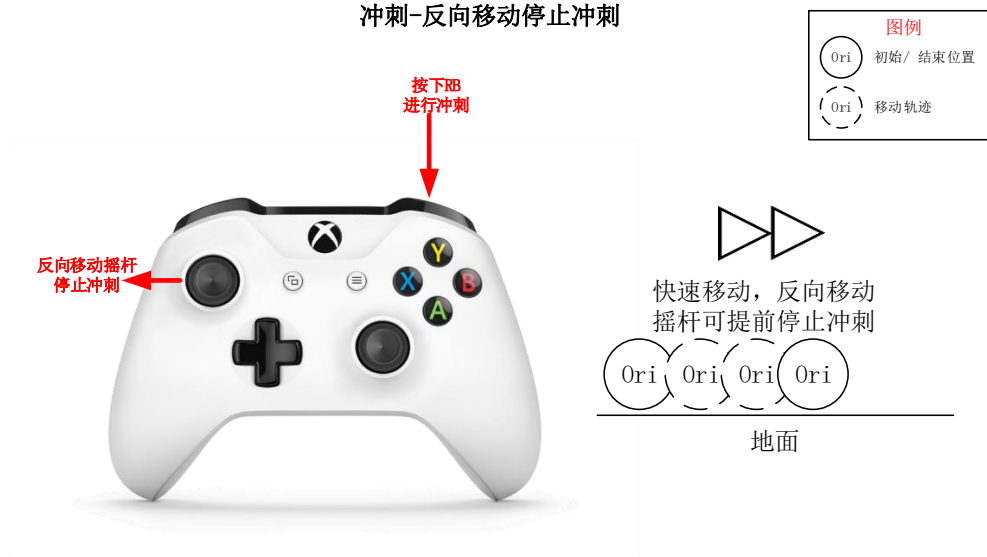 冲刺-反向移动停止冲刺
图例
Ori
初始/ 结束位置
Ori
移动轨迹
按下RB
进行冲刺
反向移动摇杆
停止冲刺
Y
X
B
A
快速移动，反向移动
摇杆可提前停止冲刺
Ori
Ori
Ori
Ori
地面